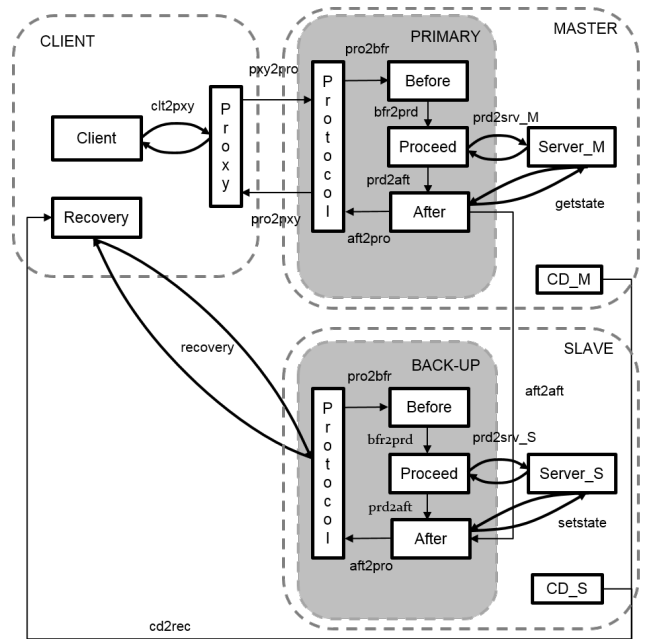 CLIENT
PRIMARY
MASTER
pro2bfr
pxy2pro
Before
clt2pxy
bfr2prd
prd2srv_M
Client
Proxy
Protocol
Proceed
Server_M
prd2aft
Recovery
pro2pxy
After
getstate
aft2pro
CD_M
recovery
BACK-UP
SLAVE
pro2bfr
aft2aft
Before
bfr2prd
prd2srv_S
Protocol
Proceed
Server_S
prd2aft
After
setstate
aft2pro
CD_S
cd2rec